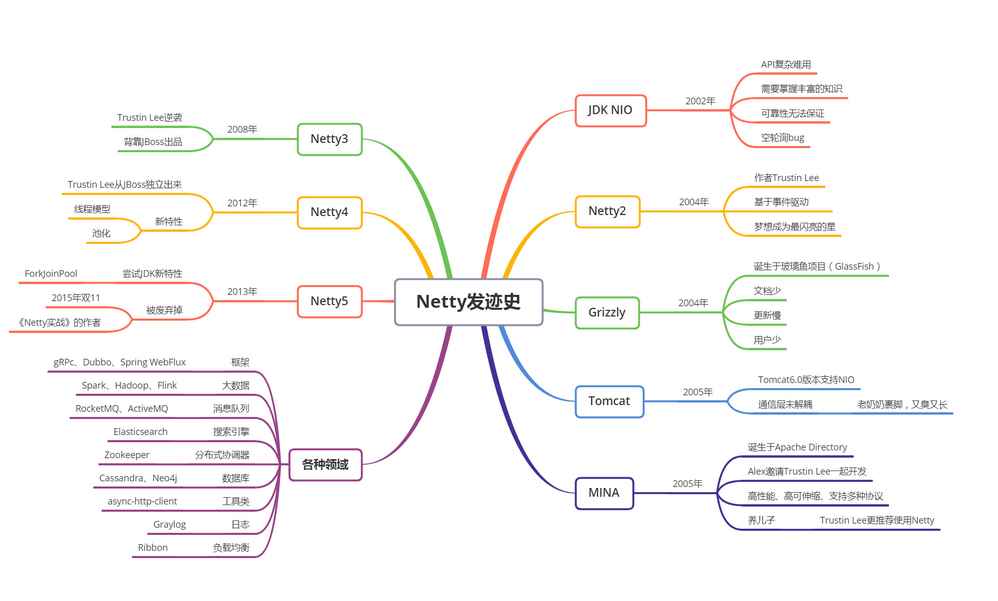 Netty发迹史
JDK NIO
2002年
API复杂难用
需要掌握丰富的知识
可靠性无法保证
空轮询bug
Netty2
2004年
作者Trustin Lee
基于事件驱动
梦想成为最闪亮的星
Grizzly
2004年
诞生于玻璃鱼项目（GlassFish）
文档少
更新慢
用户少
Tomcat
2005年
Tomcat6.0版本支持NIO
通信层未解耦
老奶奶裹脚，又臭又长
MINA
2005年
诞生于Apache Directory
Alex邀请Trustin Lee一起开发
高性能、高可伸缩、支持多种协议
养儿子
Trustin Lee更推荐使用Netty
Netty3
2008年
Trustin Lee逆袭
背靠JBoss出品
Netty4
2012年
Trustin Lee从JBoss独立出来
新特性
线程模型
池化
Netty5
2013年
尝试JDK新特性
ForkJoinPool
被废弃掉
2015年双11
《Netty实战》的作者
各种领域
框架
gRPc、Dubbo、Spring WebFlux
大数据
Spark、Hadoop、Flink
消息队列
RocketMQ、ActiveMQ
搜索引擎
Elasticsearch
分布式协调器
Zookeeper
数据库
Cassandra、Neo4j
工具类
async-http-client
日志
Graylog
负载均衡
Ribbon